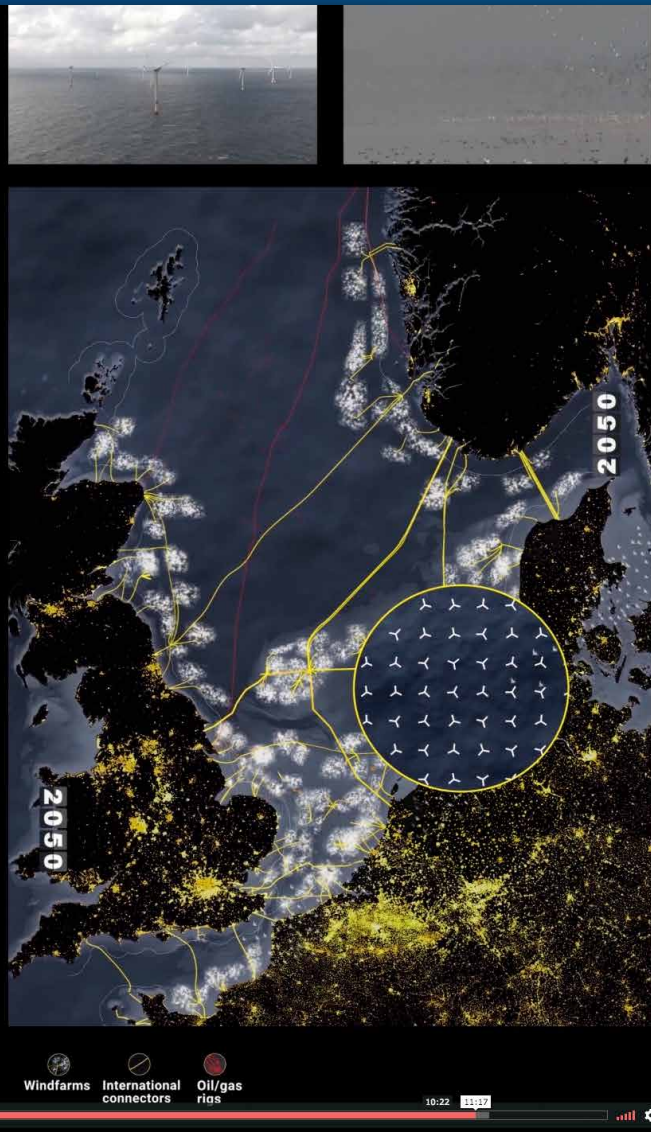 2050
2050
Windfarms
International
connectors
Oil/gas
rigs
10:22
11:17